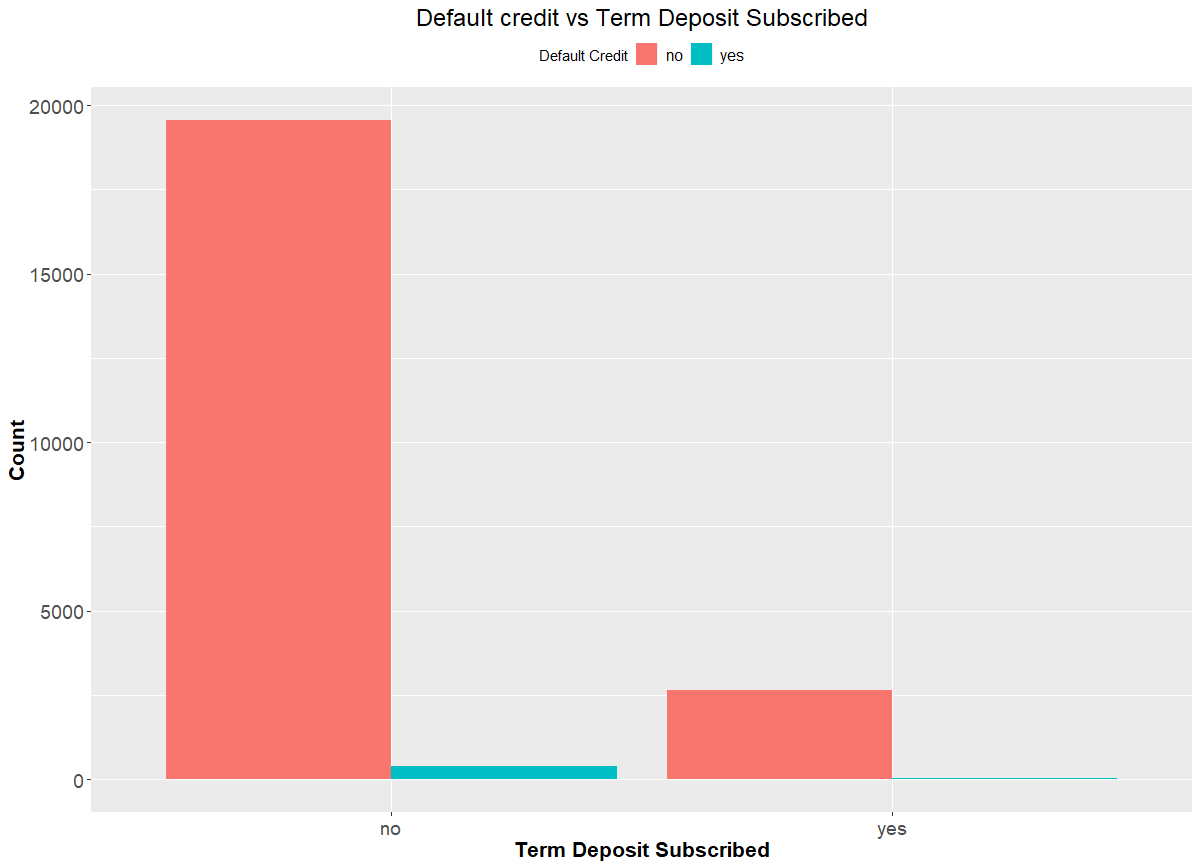 Default credit vs Term Deposit Subscribed
Default Credit no yes
Count
20000
15000
10000
5000
0
no yes
Term Deposit Subscribed